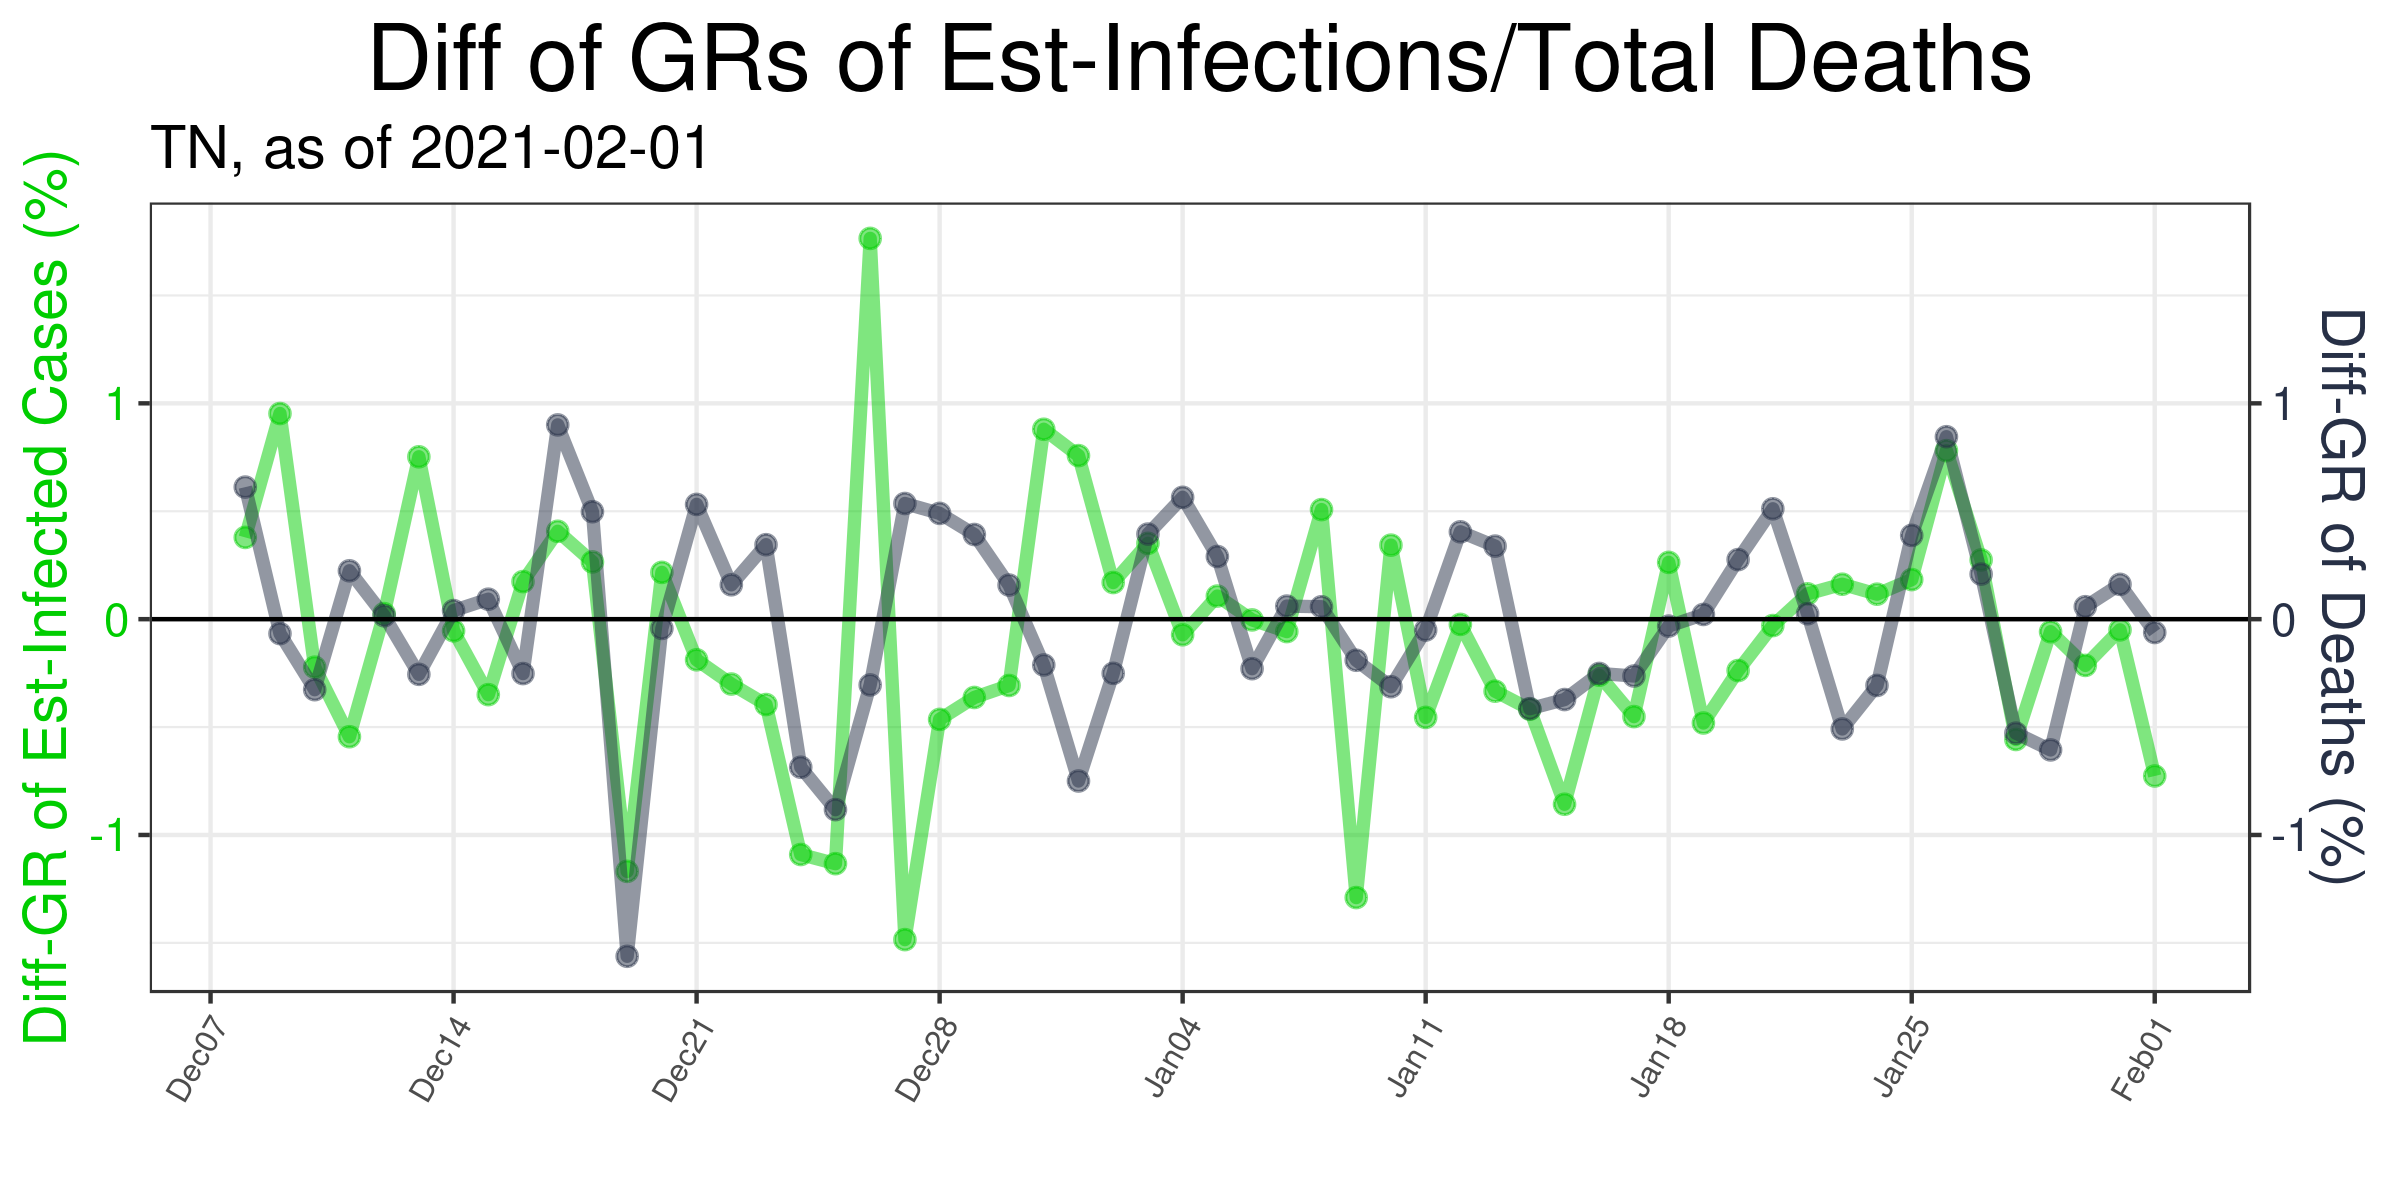 Diff of GRs of Est-Infections/Total Deaths
TN, as of 2021-02-01
Diff-GR of Est-Infected Cases (%)
1
0
-1
1
0
-1
Diff-GR of Deaths (%)
Dec07
Dec14
Dec21
Dec28
Jan04
Jan11
Jan18
Jan25
Feb01